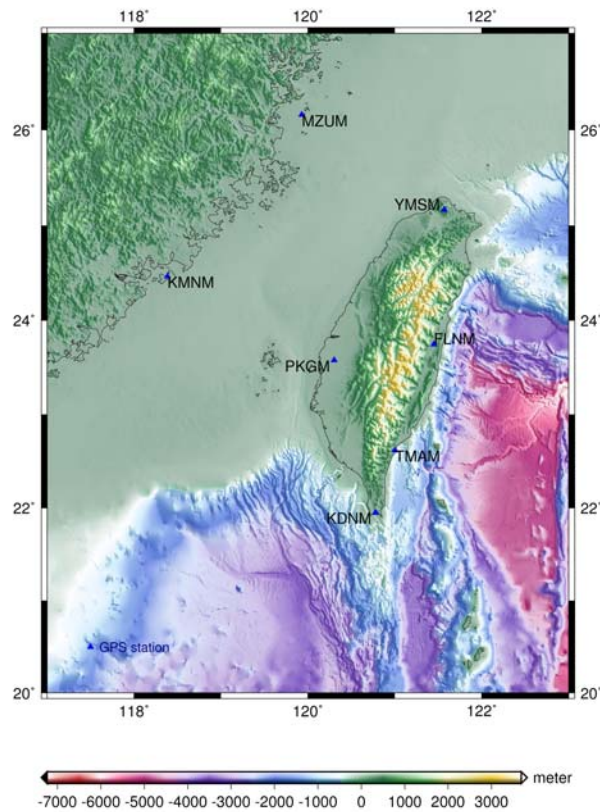 118° 120° 122°
26° 26°
24° 24°
22° 22°
20° 20°
118° 120° 122°
MZUM
YMSM
KMNM
FLNM
PKGM
TMAM
KDNM
GPS station
meter
-7000 -6000 -5000 -4000 -3000 -2000 -1000 0 1000 2000 3000